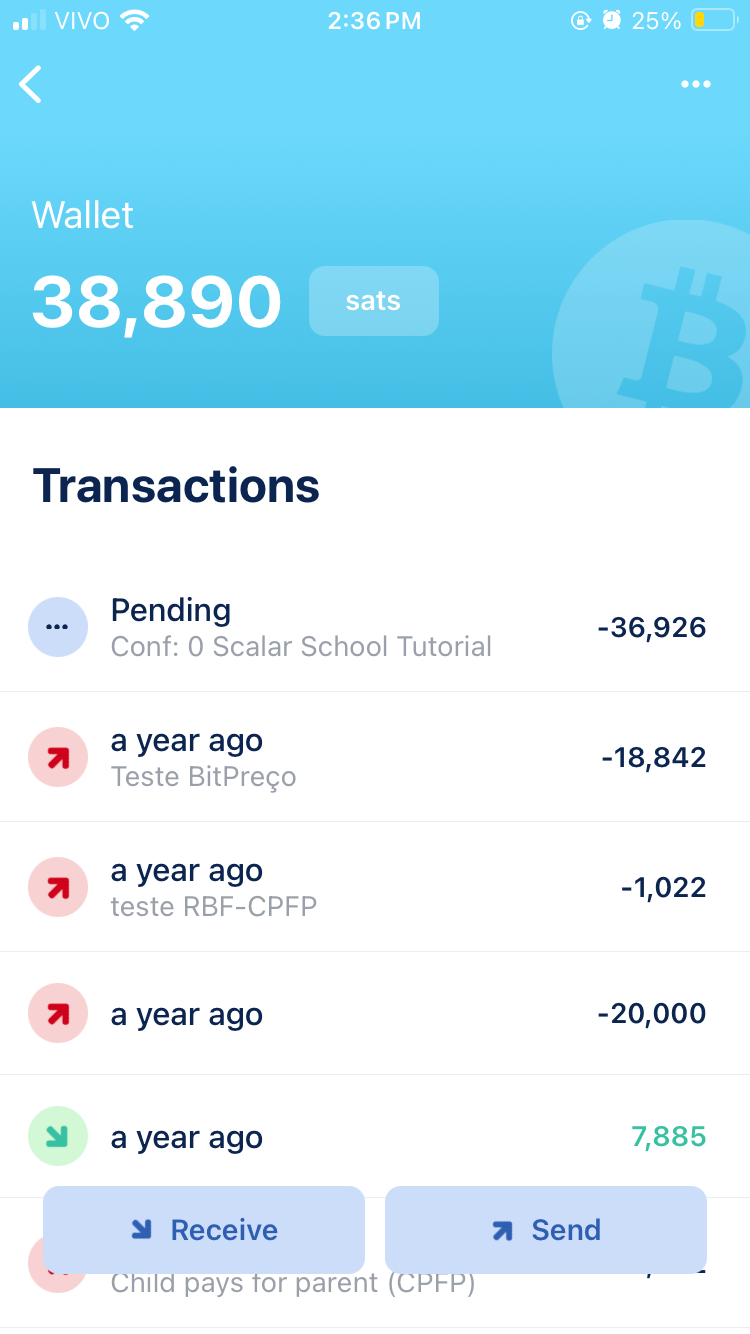 VIVO 2:36 PM 25%
Wallet
38,890 sats
Transactions
Pending
-36,926
Conf: 0 Scalar School Tutorial
a year ago
-18,842
Teste BitPreço
a year ago
-1,022
teste RBF-CPFP
a year ago
-20,000
a year ago
7,885
Receive
Send
Child pays for parent (CPFP)